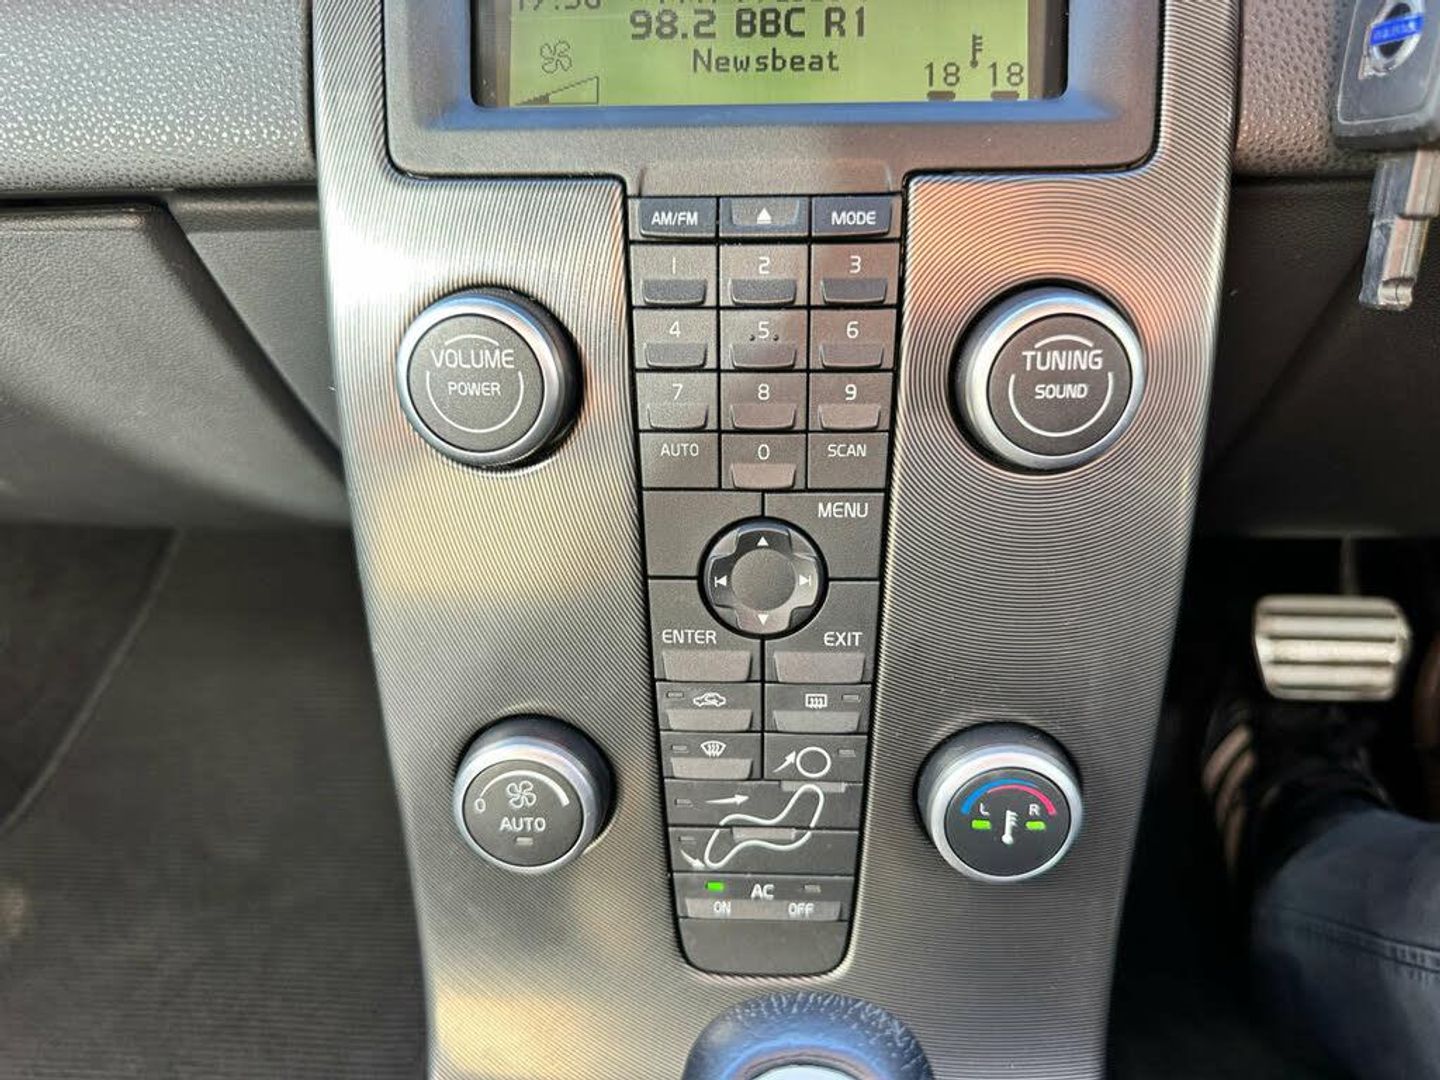 98.2 BBC R1
Newsbeat
18 18
AM/FM MODE
1 2 3
4 5 6
VOLUME
POWER
TUNING
SOUND
7 8 9
AUTO 0 SCAN
MENU
ENTER EXIT
0
AUTO
L R
AC
ON OFF